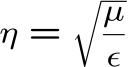 η = √(μ/ϵ)